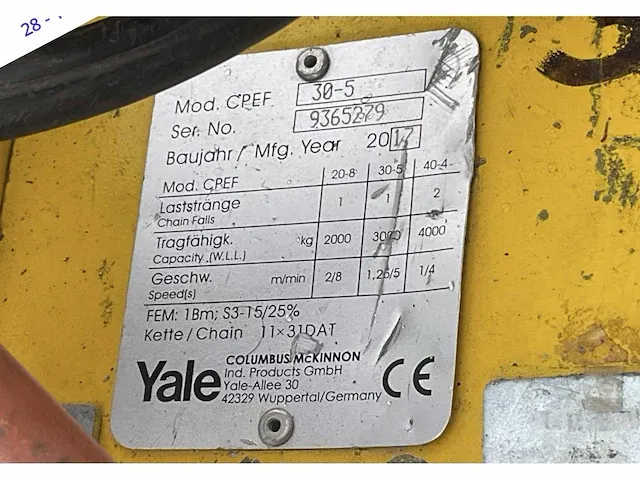 28-
Mod. CPEF 30-5
Ser. No. 9365279
Baujahr / Mfg. Year 2017
Mod. CPEF 20-8 30-5 40-4
Laststränge 1 1 2
Chain Falls
Tragfähigk. kg 2000 3000 4000
Capacity (W.L.L.)
Geschw. m/min 2/8 1,25/5 1/4
Speed(s)
FEM: 1Bm; S3-15/25%
Kette / Chain 11×31DAT
Yale COLUMBUS McKINNON
Ind. Products GmbH
Yale-Allee 30
42329 Wuppertal/Germany
CE